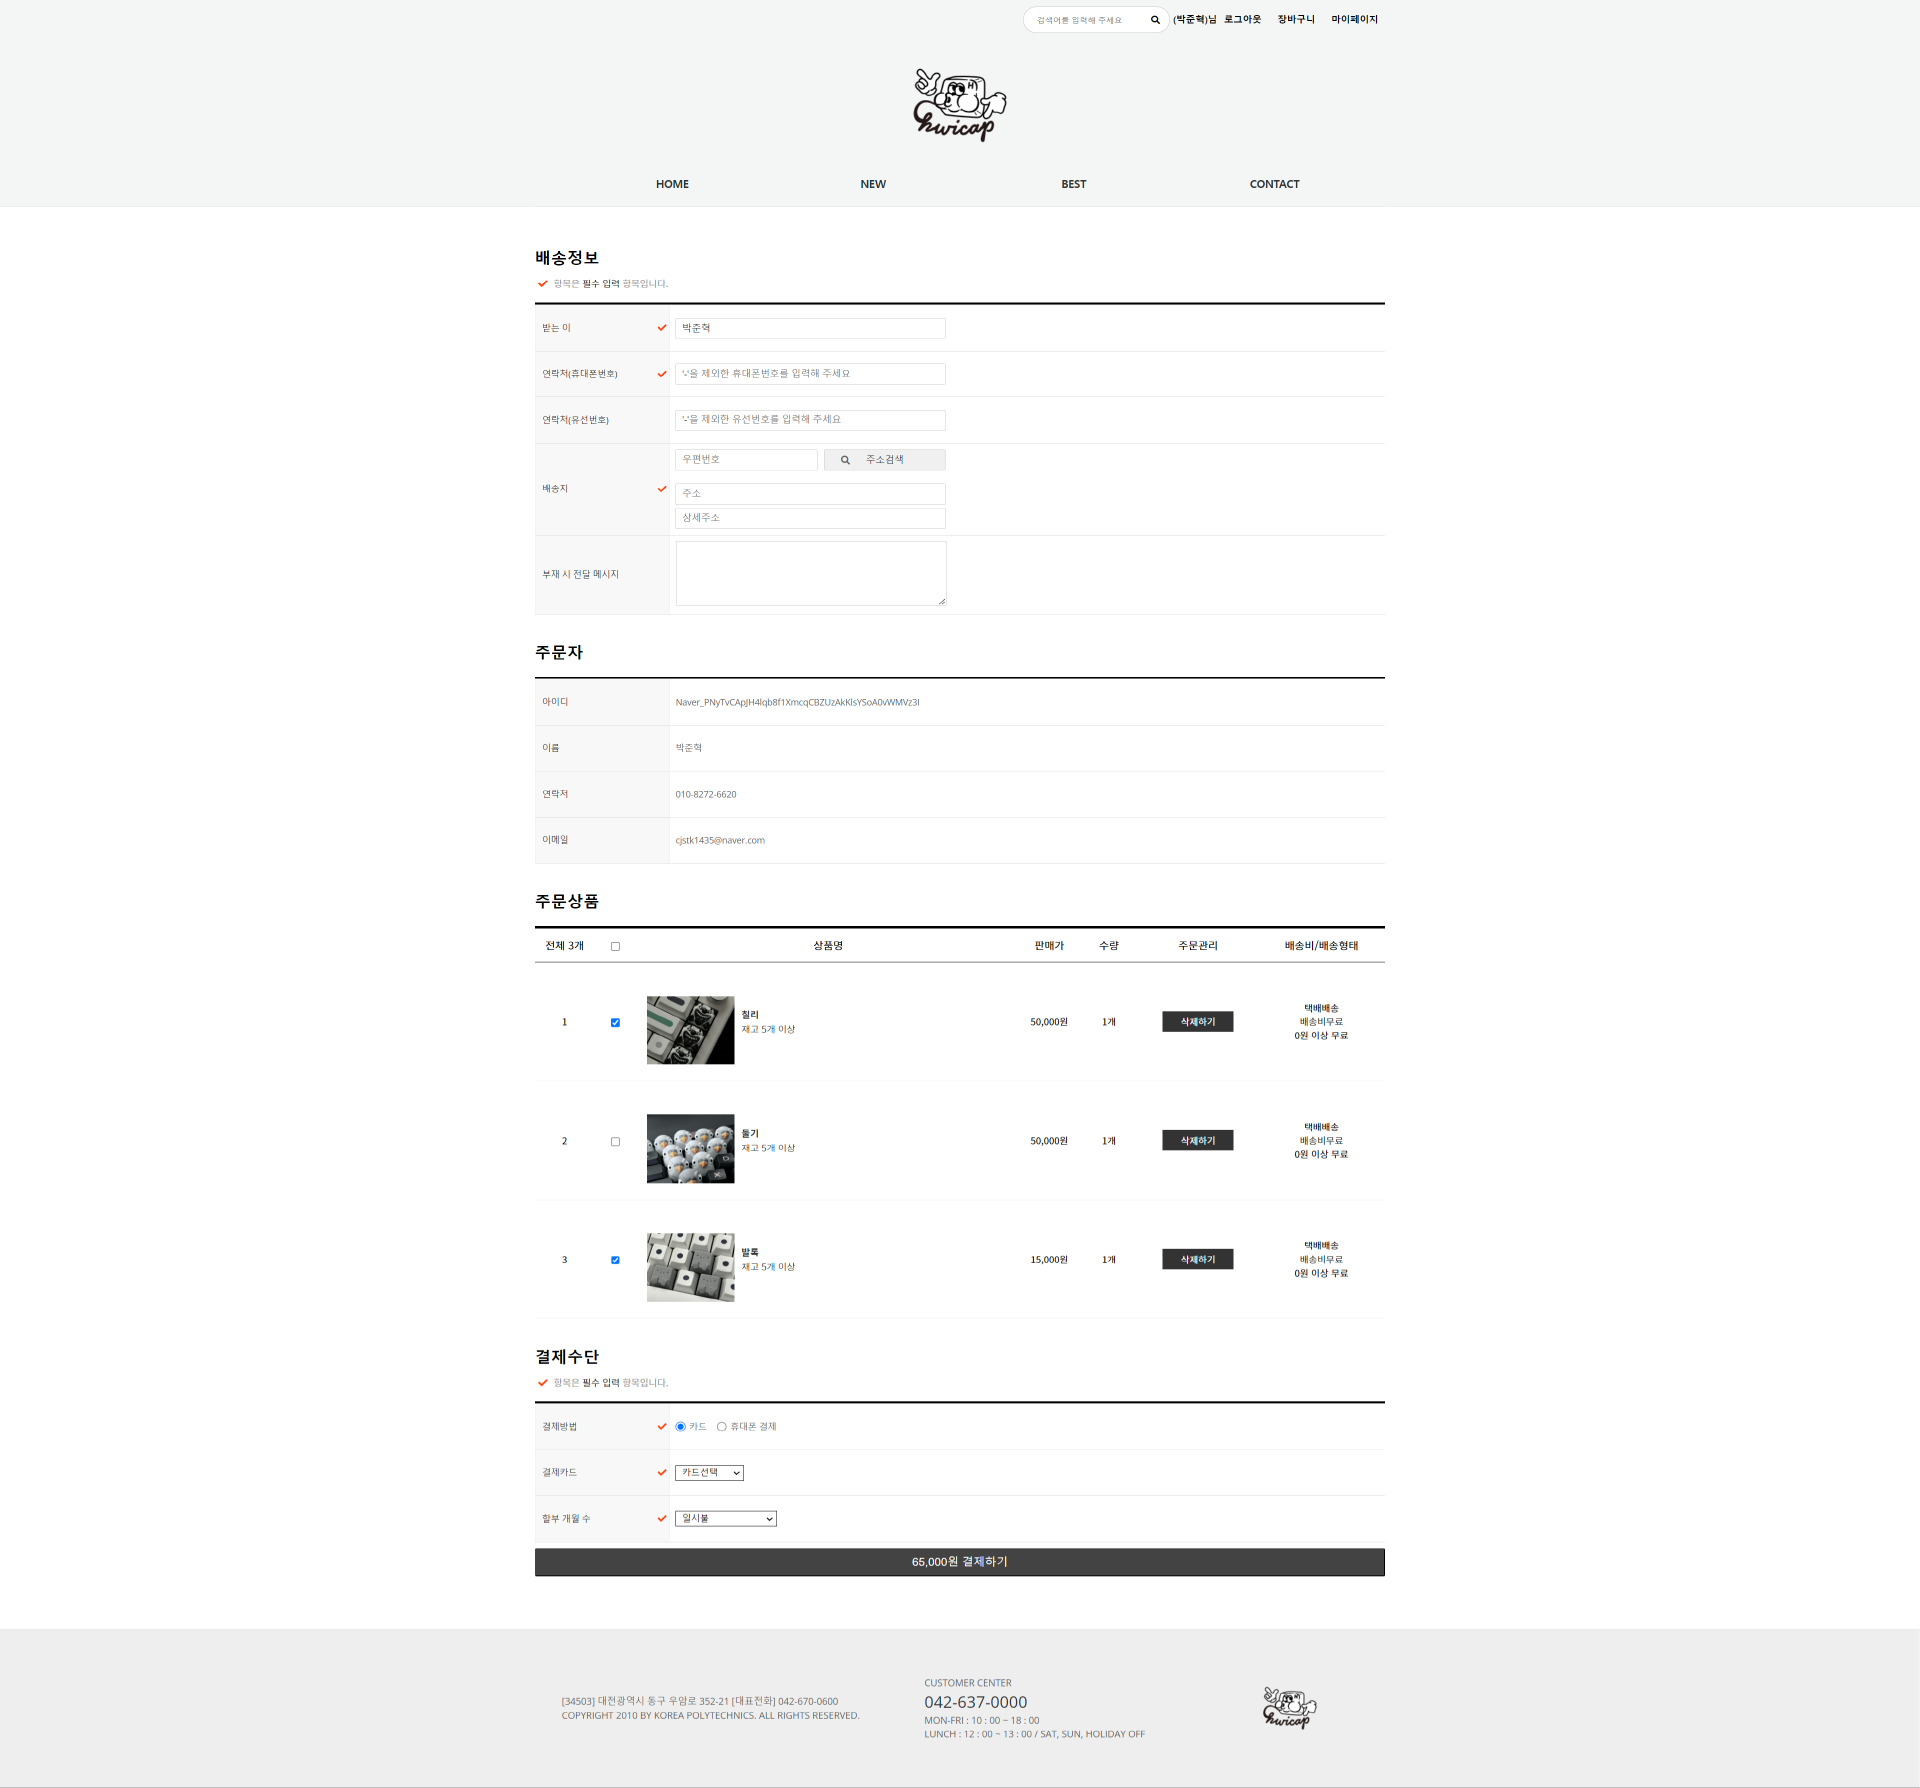 검색어를 입력해 주세요 (박준혁)님 로그아웃 장바구니 마이페이지
hwicap
HOME NEW BEST CONTACT
배송정보
항목은 필수 입력 항목입니다.
받는 이 박준혁
연락처(휴대폰번호) '-'을 제외한 휴대폰번호를 입력해 주세요
연락처(유선번호) '-'을 제외한 유선번호를 입력해 주세요
배송지 우편번호 주소검색
주소
상세주소
부재 시 전달 메시지
주문자
아이디 Naver_PNyTvCApJH4lqb8f1XmcqCBZUzAkKlsYSoA0vWMVz3I
이름 박준혁
연락처 010-8272-6620
이메일 cjstk1435@naver.com
주문상품
전체 3개 상품명 판매가 수량 주문관리 배송비/배송형태
1 칠리 50,000원 1개 삭제하기 택배배송
재고 5개 이상 배송비무료
0원 이상 무료
2 둘기 50,000원 1개 삭제하기 택배배송
재고 5개 이상 배송비무료
0원 이상 무료
3 발록 15,000원 1개 삭제하기 택배배송
재고 5개 이상 배송비무료
0원 이상 무료
결제수단
항목은 필수 입력 항목입니다.
결제방법 카드 휴대폰 결제
결제카드 카드선택
할부 개월 수 일시불
65,000원 결제하기
[34503] 대전광역시 동구 우암로 352-21 [대표전화] 042-670-0600
COPYRIGHT 2010 BY KOREA POLYTECHNICS. ALL RIGHTS RESERVED.
CUSTOMER CENTER
042-637-0000
MON-FRI : 10 : 00 ~ 18 : 00
LUNCH : 12 : 00 ~ 13 : 00 / SAT, SUN, HOLIDAY OFF
hwicap